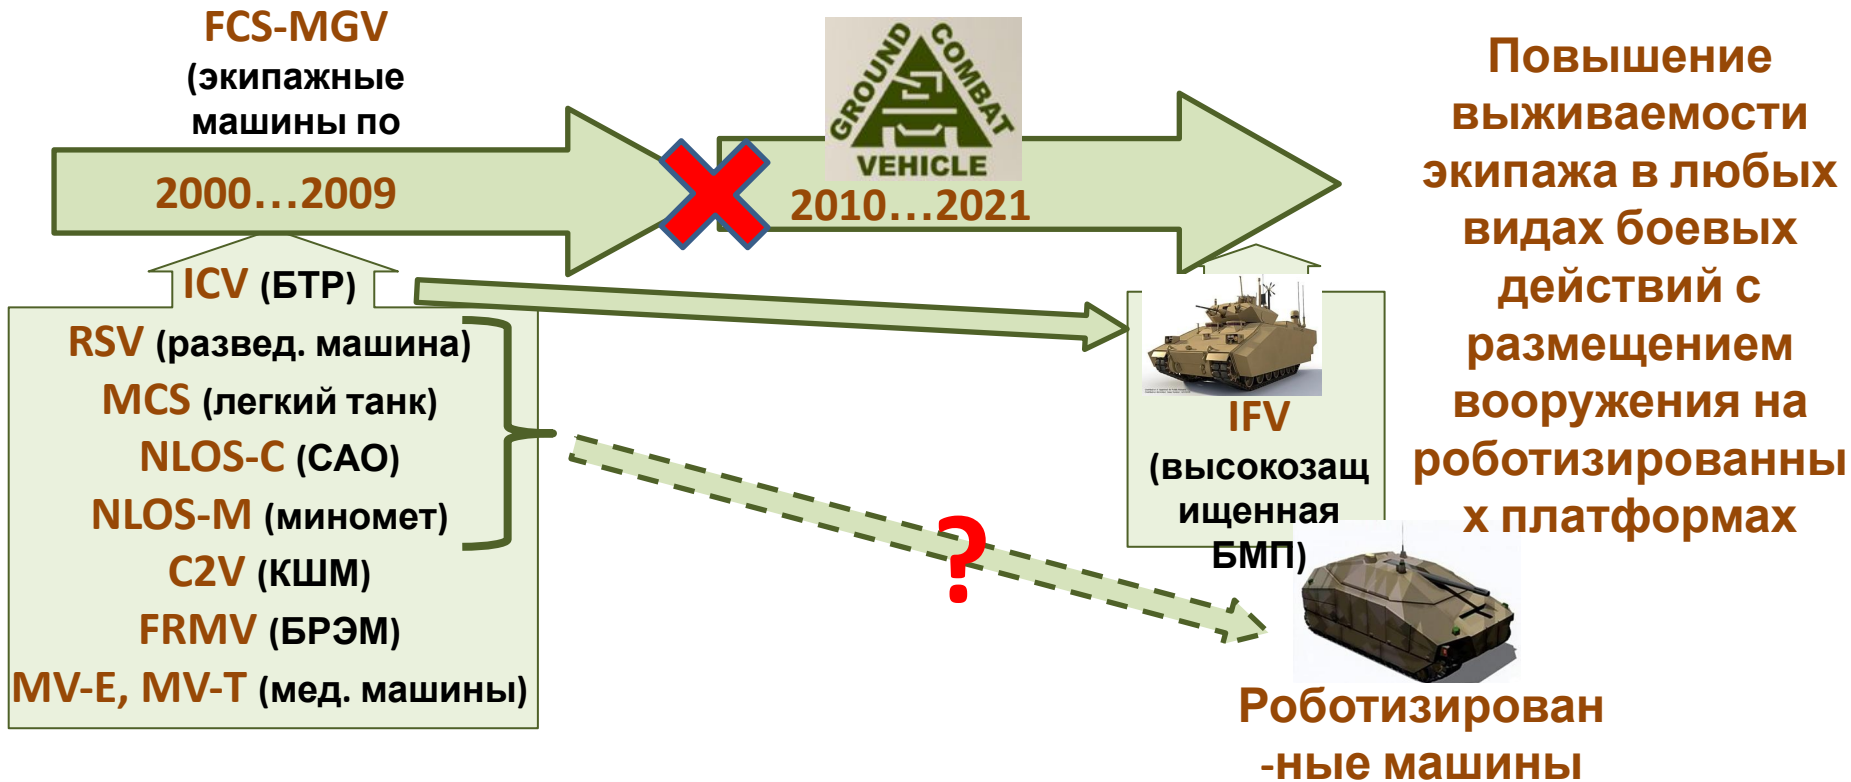 FCS-MGV
(экипажные
машины по
2000...2009
GROUND COMBAT
VEHICLE
2010...2021
ICV (БТР)
RSV (развед. машина)
MCS (легкий танк)
NLOS-C (САО)
NLOS-M (миномет)
C2V (КШМ)
FRMV (БРЭМ)
MV-E, MV-T (мед. машины)
?
IFV
(высокозащ
ищенная
БМП)
Роботизирован
-ные машины
Повышение
выживаемости
экипажа в любых
видах боевых
действий с
размещением
вооружения на
роботизированны
х платформах